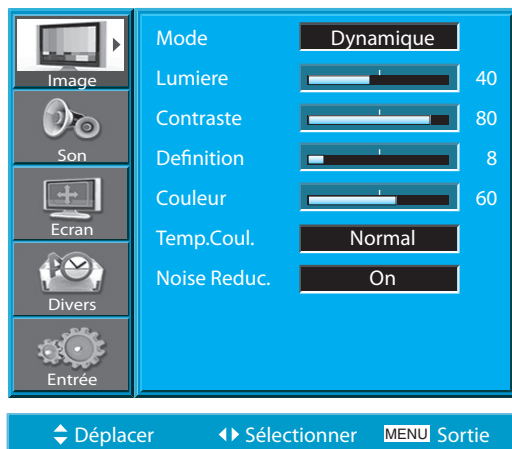 Image
Son
Ecran
Divers
Entrée
Mode Dynamique
Lumiere 40
Contraste 80
Definition 8
Couleur 60
Temp.Coul. Normal
Noise Reduc. On
Déplacer Sélectionner MENU Sortie